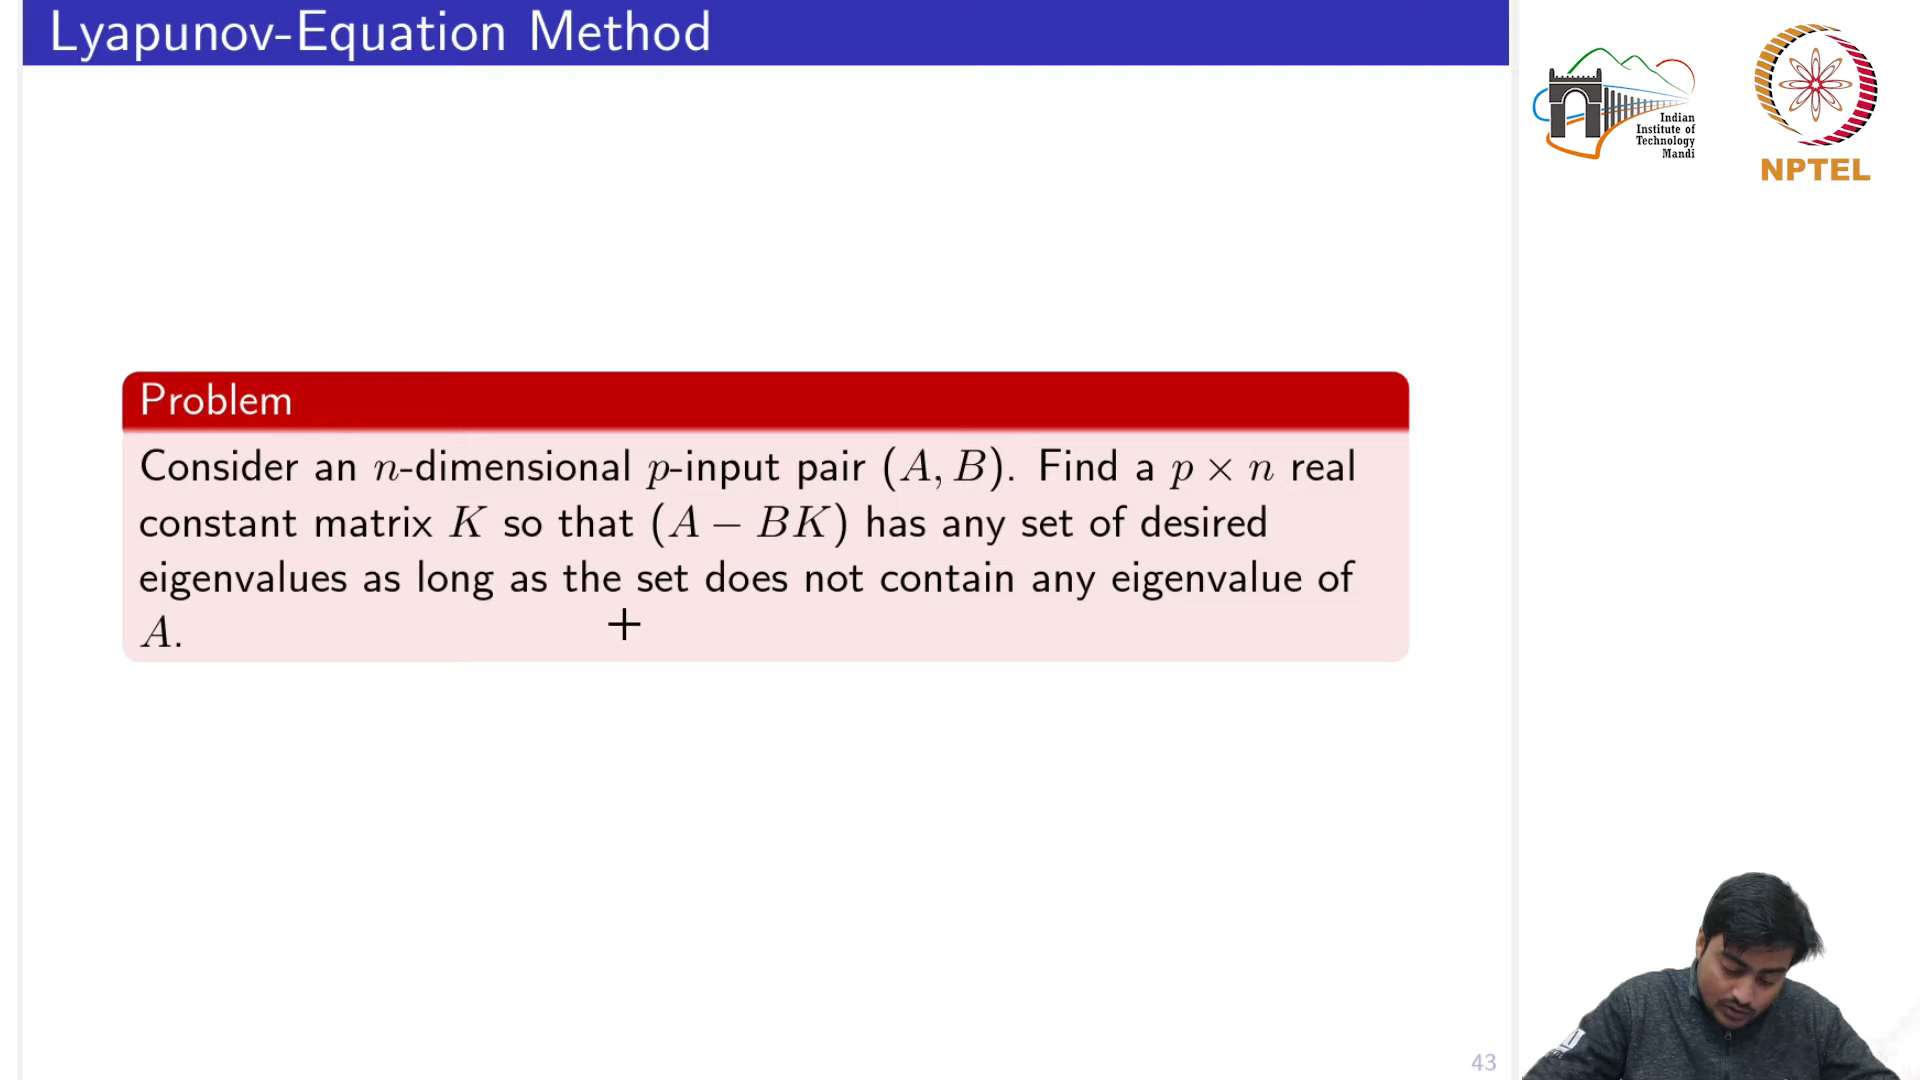 Lyapunov-Equation Method
Indian
Institute of
Technology
Mandi
NPTEL
Problem
Consider an n-dimensional p-input pair (A, B). Find a p × n real
constant matrix K so that (A − BK) has any set of desired
eigenvalues as long as the set does not contain any eigenvalue of
A.
43